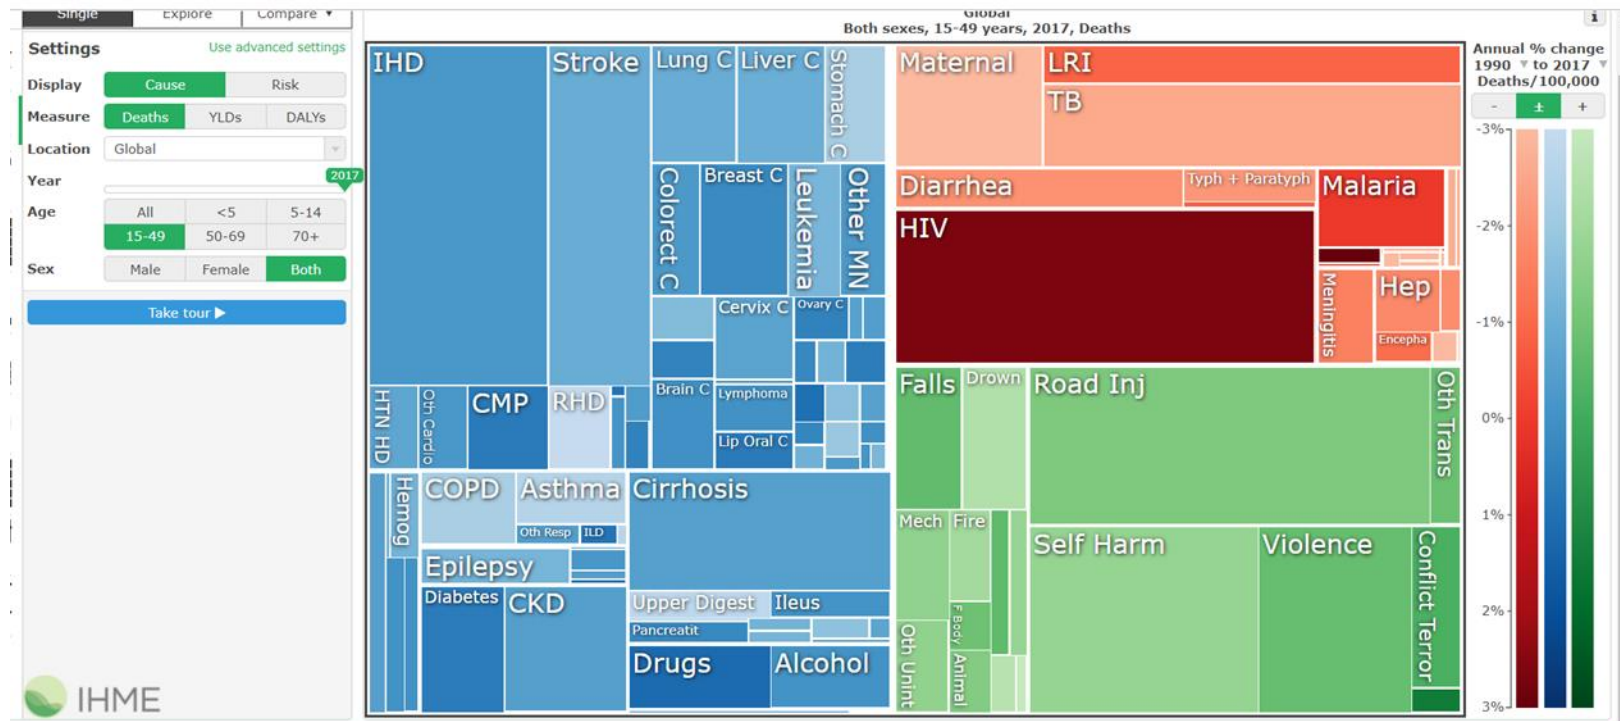 Single Explore Compare ▼
Settings Use advanced settings
Display Cause Risk
Measure Deaths YLDs DALYs
Location Global
Year 2017
Age All <5 5-14
15-49 50-69 70+
Sex Male Female Both
Take tour ▶
IHME
Global
Both sexes, 15-49 years, 2017, Deaths
IHD
Stroke
Lung C
Liver C
Stomach C
Colorect C
Breast C
Leukemia
Other MN
Cervix C
Ovary C
Brain C
Lymphoma
Lip Oral C
HTN HD
Oth Cardio
CMP
RHD
Hemog
COPD
Asthma
Oth Resp
ILD
Epilepsy
Diabetes
CKD
Cirrhosis
Upper Digest
Ileus
Pancreatit
Drugs
Alcohol
Maternal
LRI
TB
Diarrhea
Typh + Paratyph
Malaria
HIV
Meningitis
Hep
Encepha
Falls
Drown
Road Inj
Oth Trans
Mech
Fire
F Body
Oth Unint
Animal
Self Harm
Violence
Conflict Terror
i
Annual % change
1990 ▼ to 2017 ▼
Deaths/100,000
- ± +
-3%
-2%
-1%
0%
1%
2%
3%